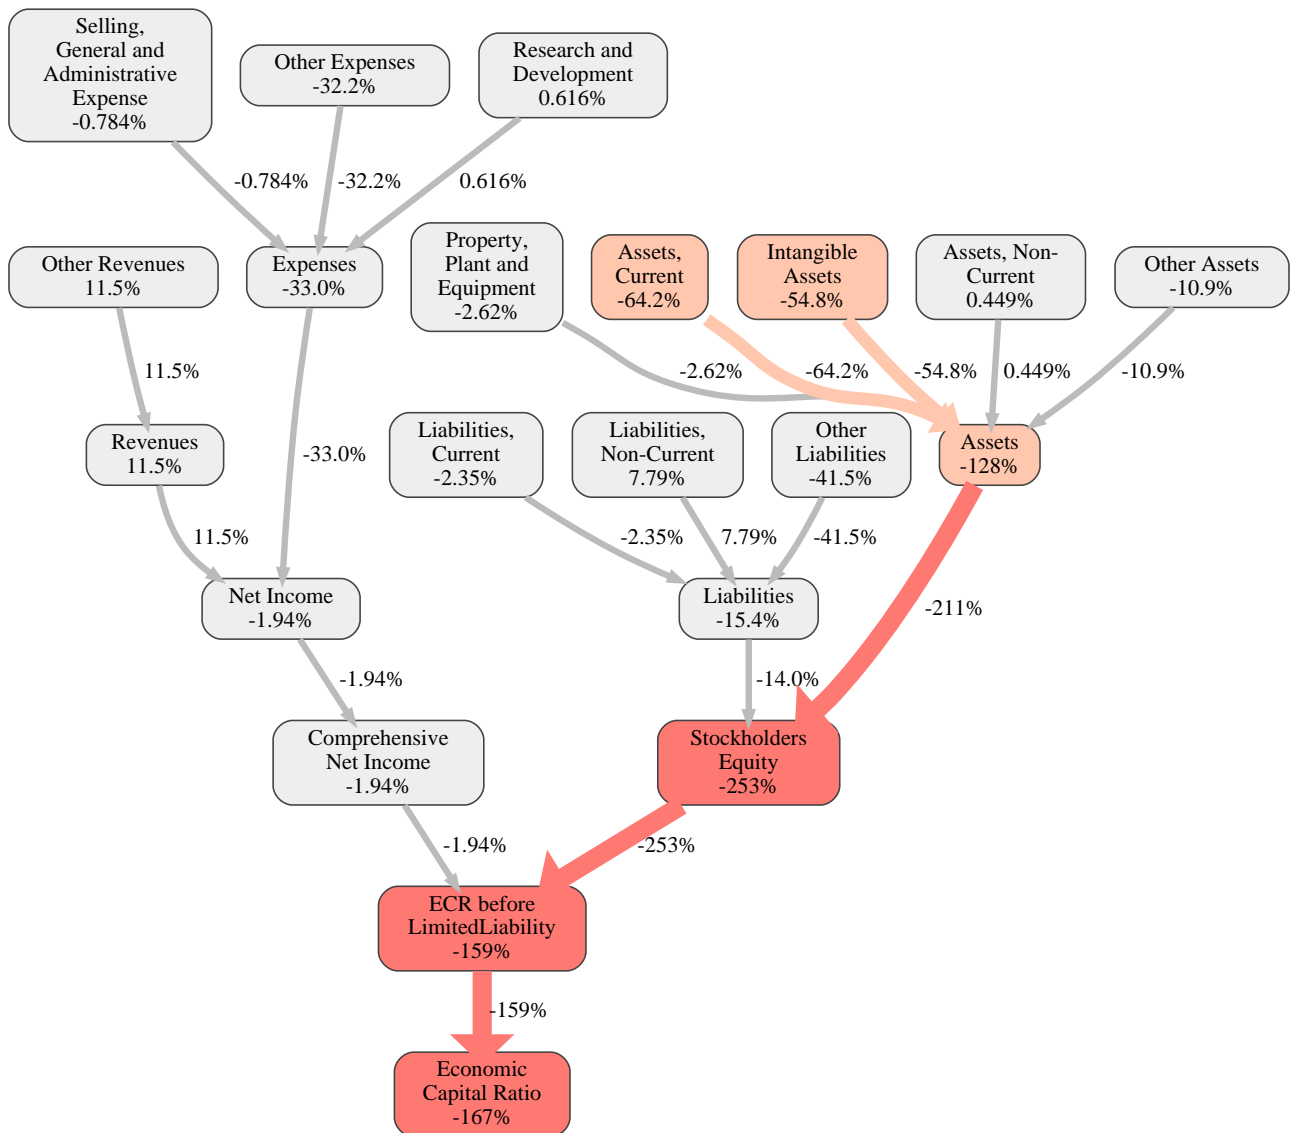 Selling,
General and
Administrative
Expense
-0.784%
Other Expenses
-32.2%
Research and
Development
0.616%
-0.784%
-32.2%
0.616%
Other Revenues
11.5%
Expenses
-33.0%
Property,
Plant and
Equipment
-2.62%
Assets,
Current
-64.2%
Intangible
Assets
-54.8%
Assets, Non-
Current
0.449%
Other Assets
-10.9%
11.5%
-2.62%
-64.2%
-54.8%
0.449%
-10.9%
Revenues
11.5%
-33.0%
Liabilities,
Current
-2.35%
Liabilities,
Non-Current
7.79%
Other
Liabilities
-41.5%
Assets
-128%
11.5%
-2.35%
7.79%
-41.5%
Net Income
-1.94%
Liabilities
-15.4%
-211%
-1.94%
-14.0%
Comprehensive
Net Income
-1.94%
Stockholders
Equity
-253%
-1.94%
-253%
ECR before
LimitedLiability
-159%
-159%
Economic
Capital Ratio
-167%